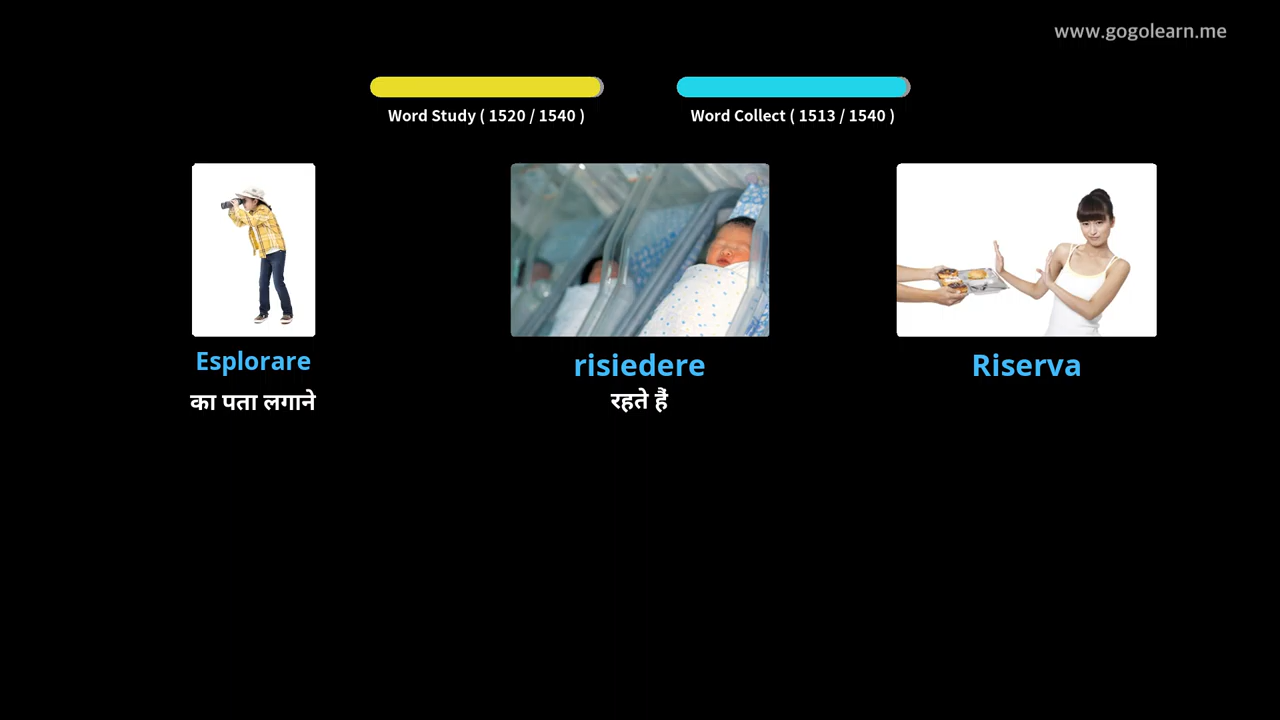 www.gogolearn.me
Word Study ( 1520 / 1540 )
Word Collect ( 1513 / 1540 )
Esplorare
का पता लगाने
risiedere
रहते हैं
Riserva